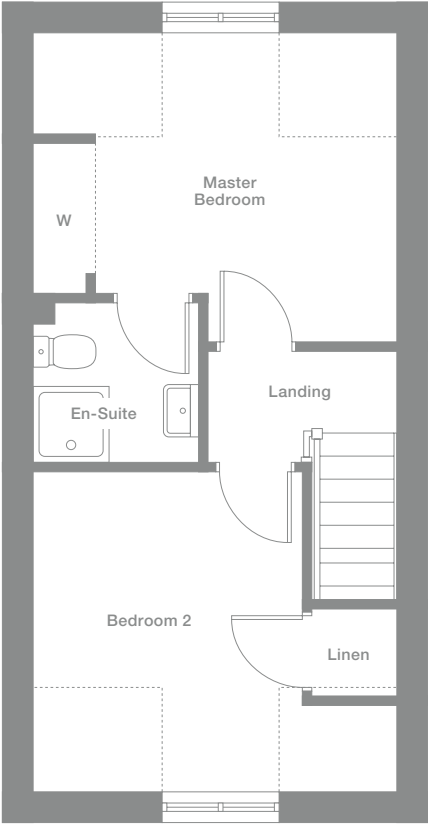 Master
Bedroom
W
Landing
En-Suite
Bedroom 2
Linen